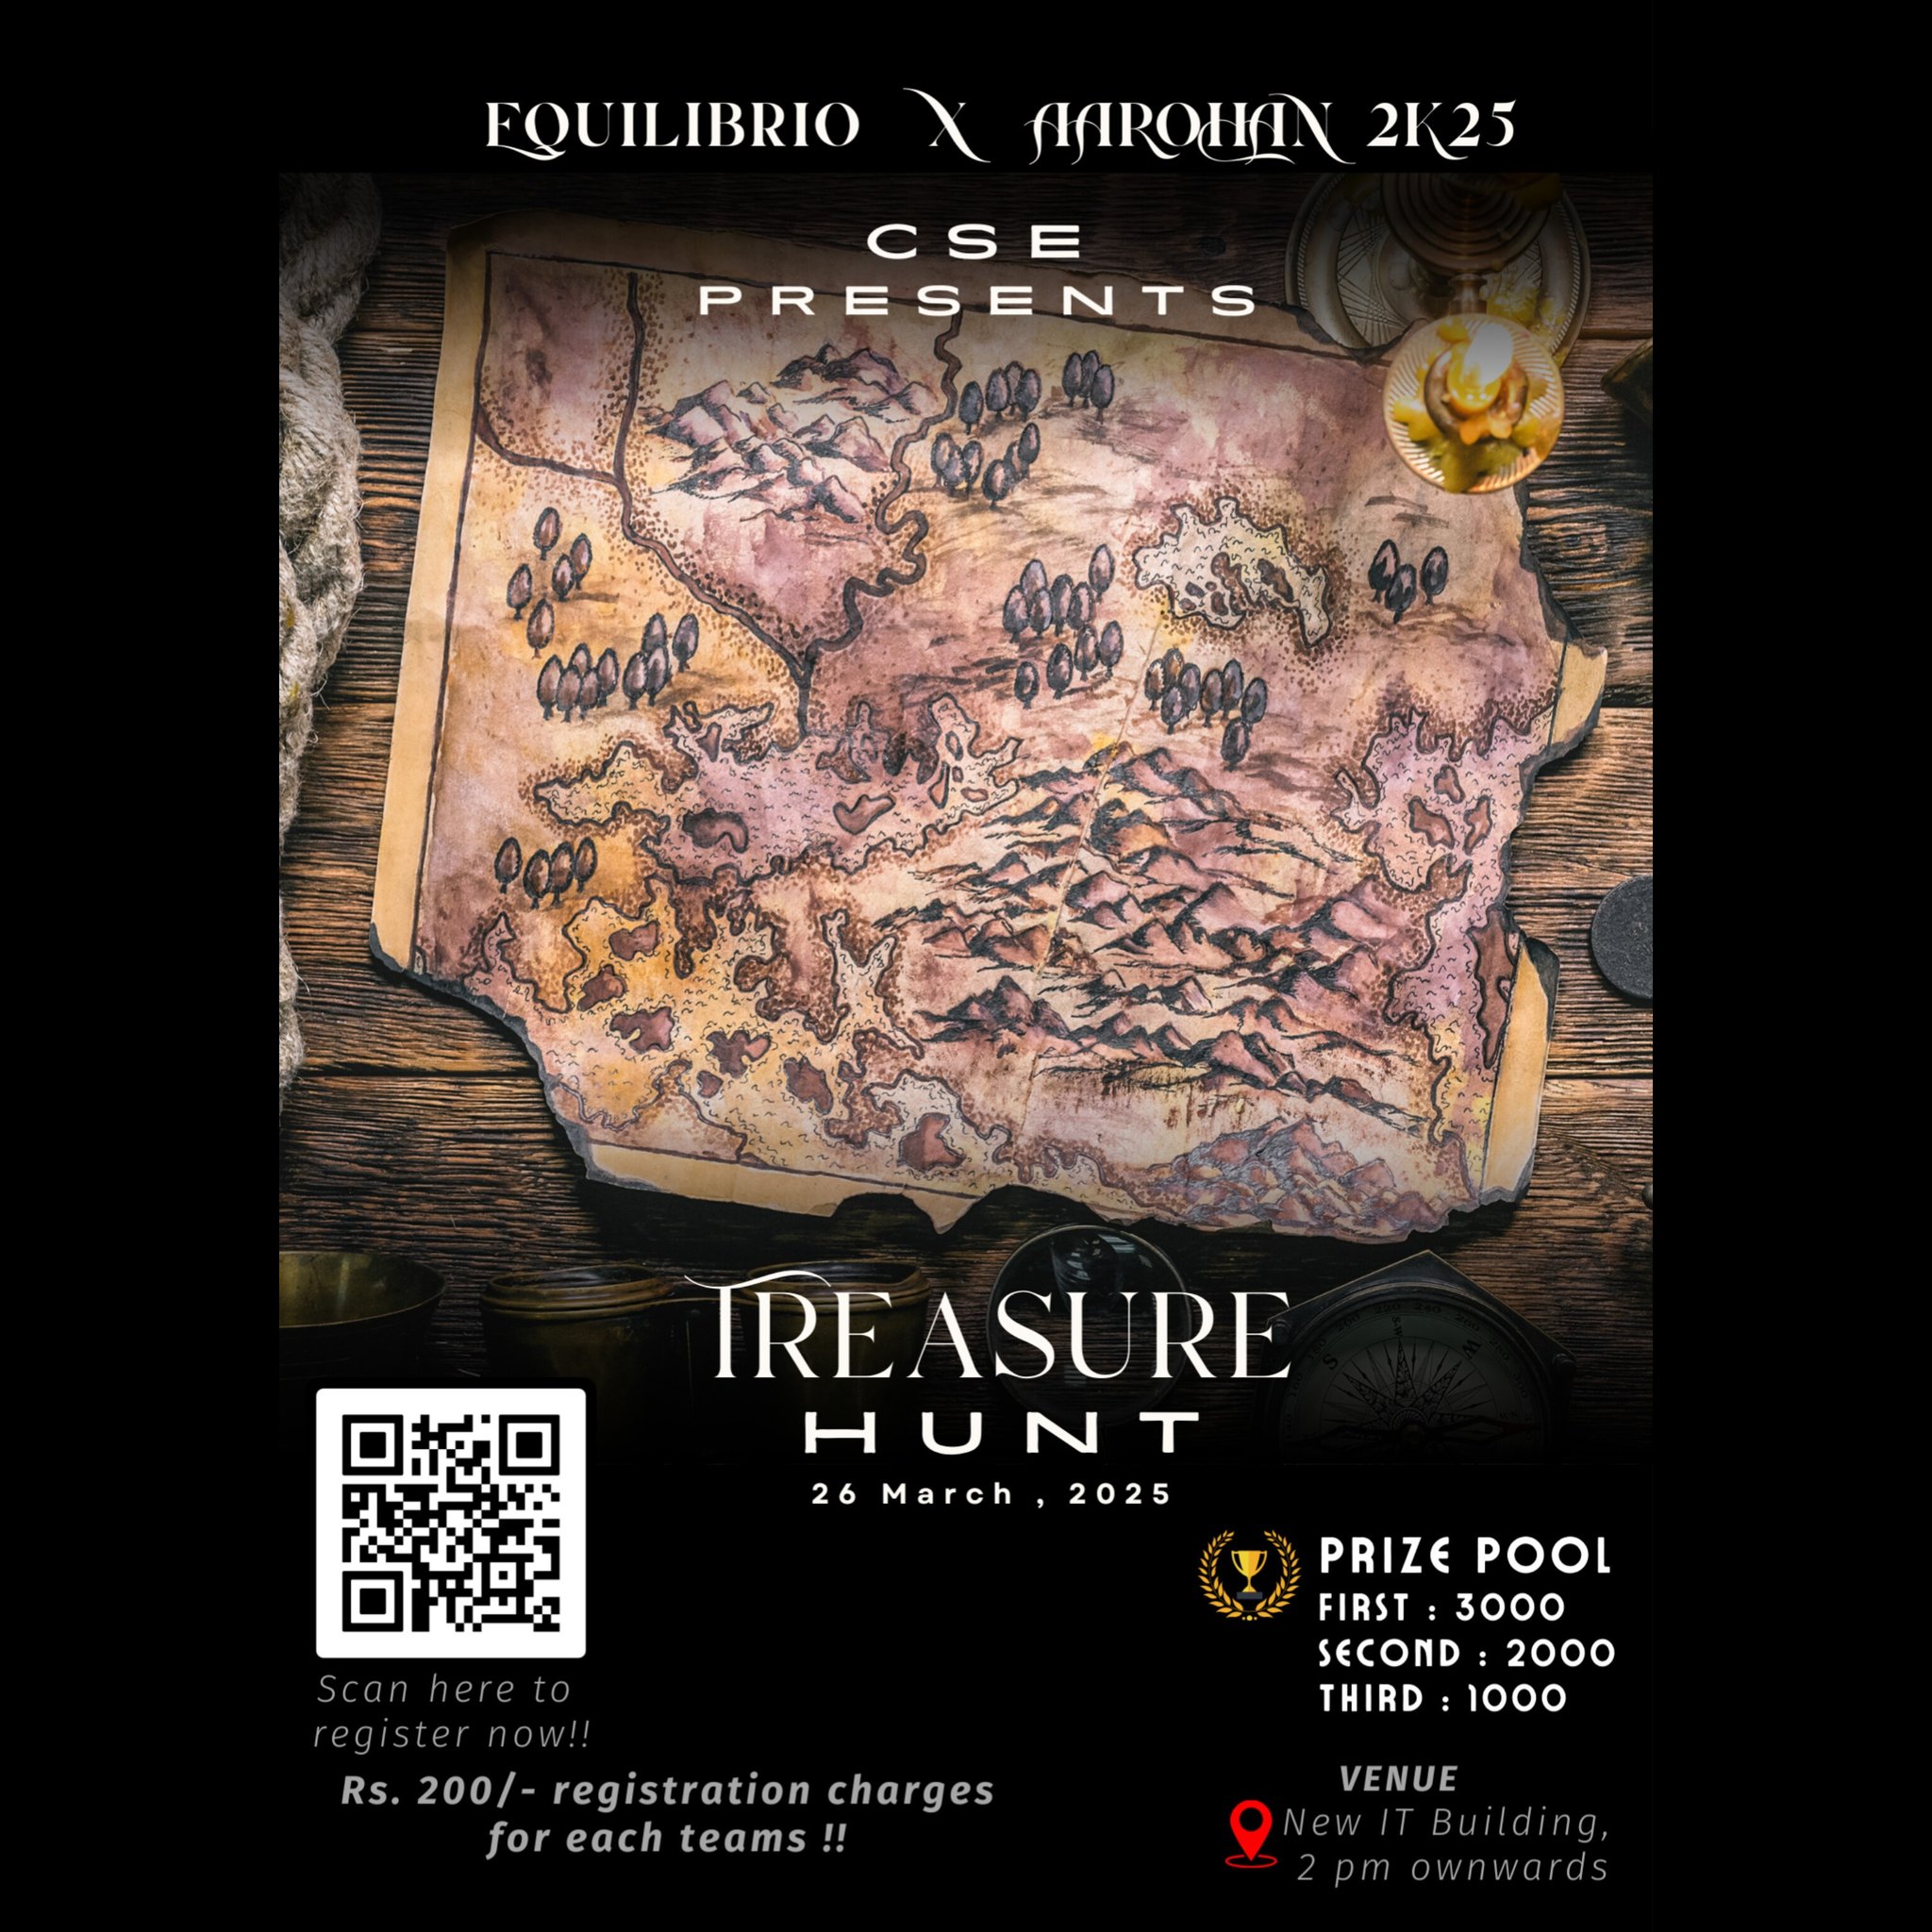 EQUILIBRIO X AAROHAN 2K25
CSE
PRESENTS
TREASURE
HUNT
26 March , 2025
PRIZE POOL
FIRST : 3000
SECOND : 2000
THIRD : 1000
Scan here to
register now!!
Rs. 200/- registration charges
for each teams !!
VENUE
New IT Building,
2 pm ownwards